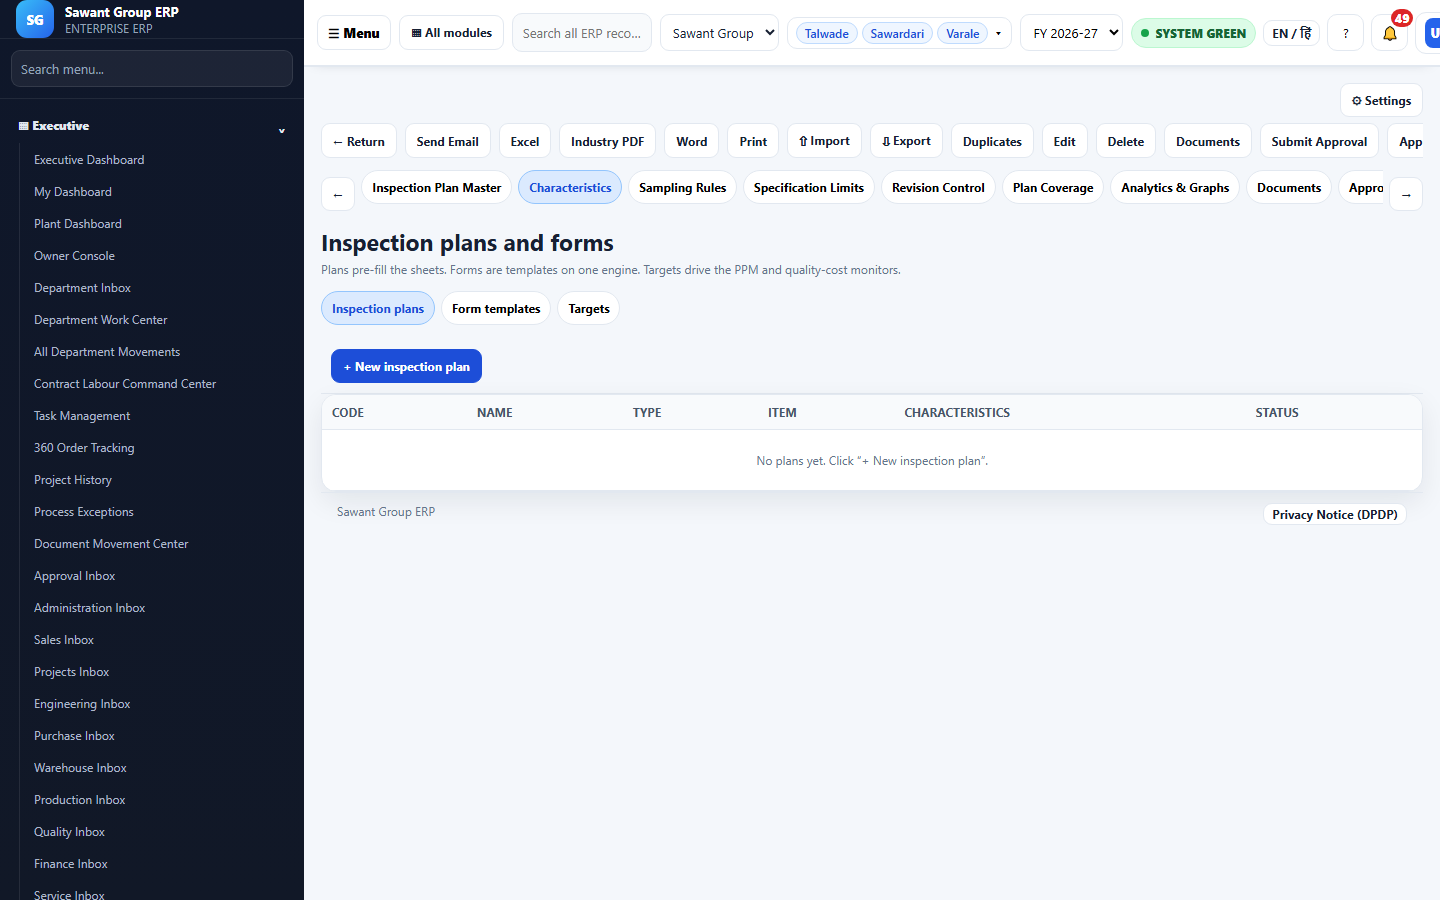 SG
Sawant Group ERP
ENTERPRISE ERP
☰ Menu
▦ All modules
Search all ERP reco...
Sawant Group
Talwade
Sawardari
Varale
FY 2026-27
SYSTEM GREEN
EN / हिं
?
49
U
Search menu...
▦ Executive
Executive Dashboard
My Dashboard
Plant Dashboard
Owner Console
Department Inbox
Department Work Center
All Department Movements
Contract Labour Command Center
Task Management
360 Order Tracking
Project History
Process Exceptions
Document Movement Center
Approval Inbox
Administration Inbox
Sales Inbox
Projects Inbox
Engineering Inbox
Purchase Inbox
Warehouse Inbox
Production Inbox
Quality Inbox
Finance Inbox
Service Inbox
⚙ Settings
← Return
Send Email
Excel
Industry PDF
Word
Print
⇧ Import
⇩ Export
Duplicates
Edit
Delete
Documents
Submit Approval
App
←
Inspection Plan Master
Characteristics
Sampling Rules
Specification Limits
Revision Control
Plan Coverage
Analytics & Graphs
Documents
Appro
→
Inspection plans and forms
Plans pre-fill the sheets. Forms are templates on one engine. Targets drive the PPM and quality-cost monitors.
Inspection plans
Form templates
Targets
+ New inspection plan
CODE NAME TYPE ITEM CHARACTERISTICS STATUS
No plans yet. Click “+ New inspection plan”.
Sawant Group ERP
Privacy Notice (DPDP)